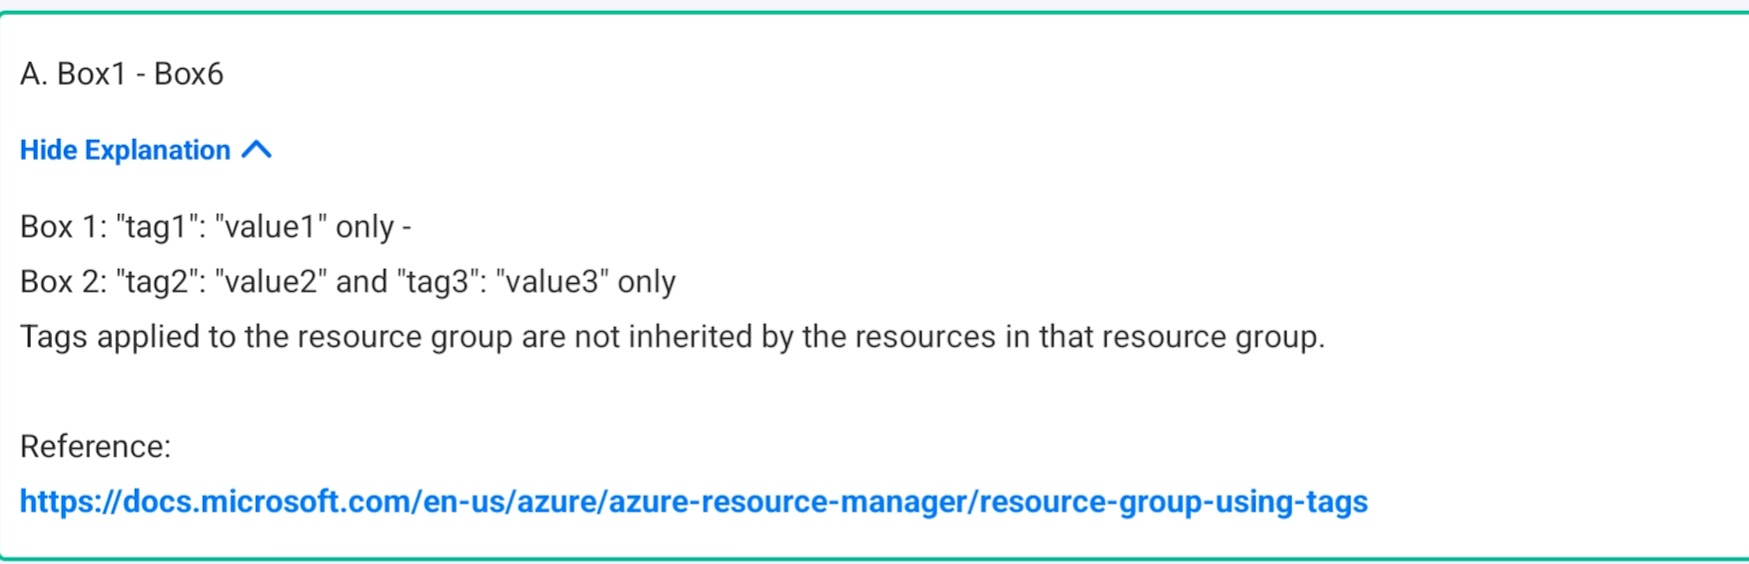 A. Box1 - Box6
Hide Explanation
Box 1: "tag1": "value1" only -
Box 2: "tag2": "value2" and "tag3": "value3" only
Tags applied to the resource group are not inherited by the resources in that resource group.
Reference:
https://docs.microsoft.com/en-us/azure/azure-resource-manager/resource-group-using-tags